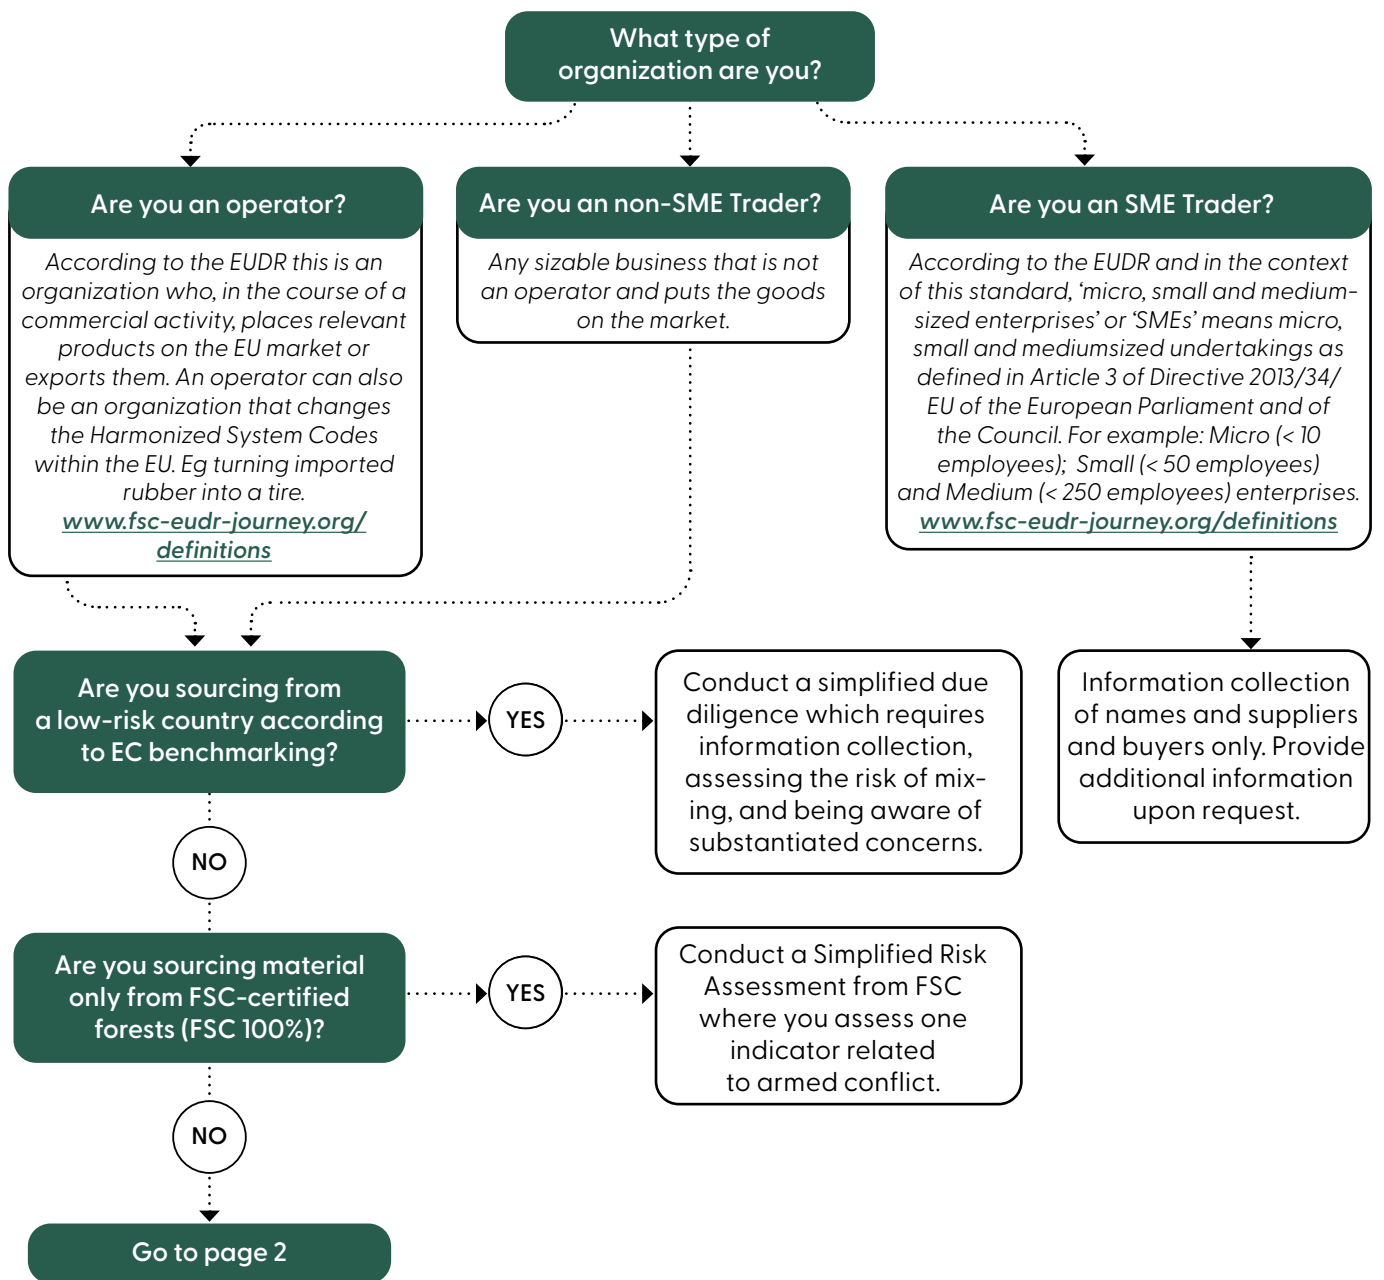 What type of
organization are you?
Are you an operator?
According to the EUDR this is an
organization who, in the course of a
commercial activity, places relevant
products on the EU market or
exports them. An operator can also
be an organization that changes
the Harmonized System Codes
within the EU. Eg turning imported
rubber into a tire.
www.fsc-eudr-journey.org/
definitions
Are you an non-SME Trader?
Any sizable business that is not
an operator and puts the goods
on the market.
Are you an SME Trader?
According to the EUDR and in the context
of this standard, ‘micro, small and medium-
sized enterprises’ or ‘SMEs’ means micro,
small and mediumsized undertakings as
defined in Article 3 of Directive 2013/34/
EU of the European Parliament and of
the Council. For example: Micro (< 10
employees);  Small (< 50 employees)
and Medium (< 250 employees) enterprises.
www.fsc-eudr-journey.org/definitions
Are you sourcing from
a low-risk country according
to EC benchmarking?
YES
Conduct a simplified due
diligence which requires
information collection,
assessing the risk of mix-
ing, and being aware of
substantiated concerns.
Information collection
of names and suppliers
and buyers only. Provide
additional information
upon request.
NO
Are you sourcing material
only from FSC-certified
forests (FSC 100%)?
YES
Conduct a Simplified Risk
Assessment from FSC
where you assess one
indicator related
to armed conflict.
NO
Go to page 2